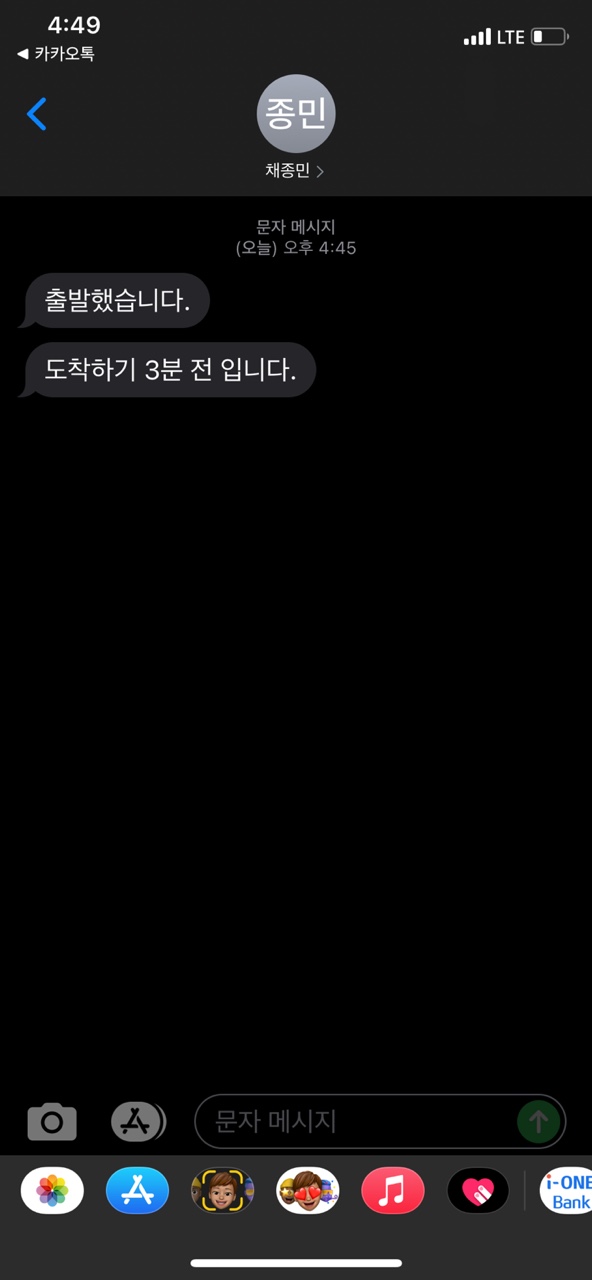 4:49
LTE
◀ 카카오톡
종민
채종민 >
문자 메시지
(오늘) 오후 4:45
출발했습니다.
도착하기 3분 전 입니다.
문자 메시지
i-ONE
Bank